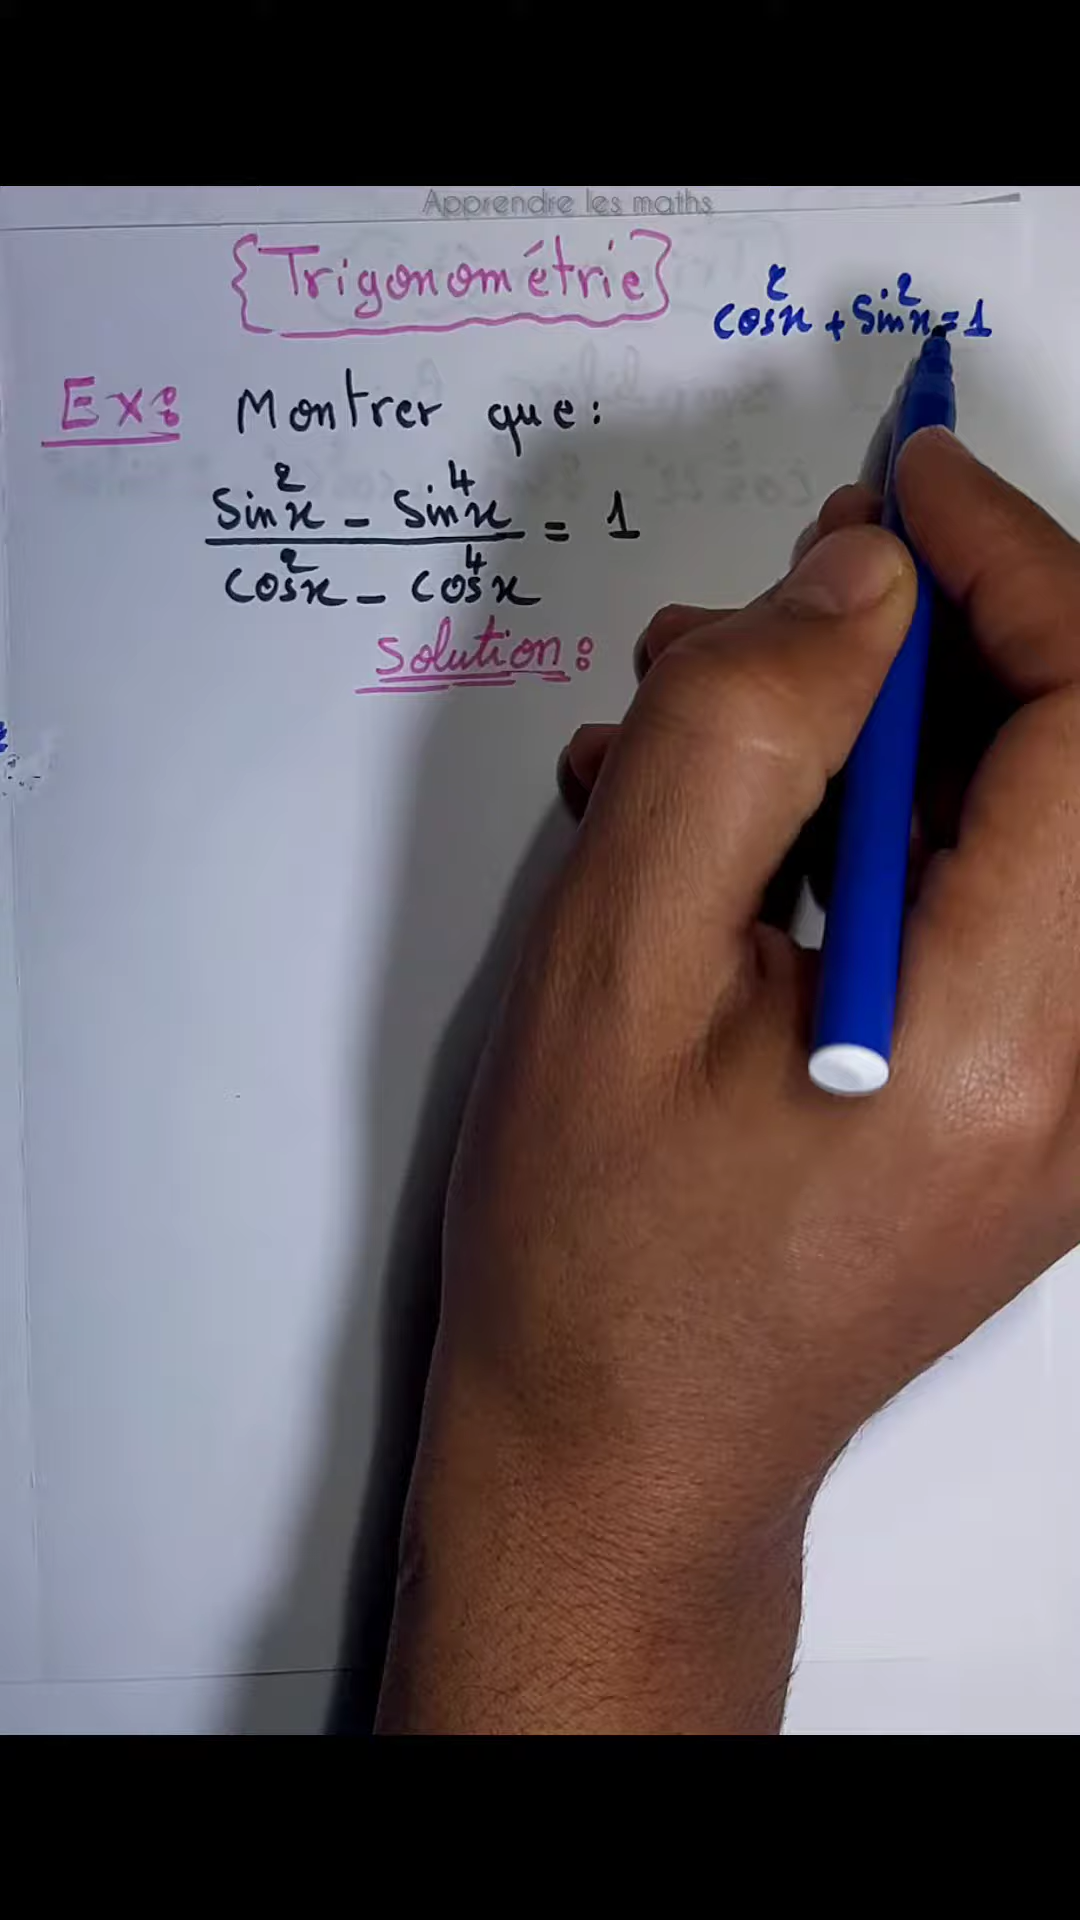 Apprendre les maths
{Trigonométrie}
cos²x + sin²x = 1
Ex: Montrer que:
sin²x - sin⁴x
= 1
cos²x - cos⁴x
Solution: